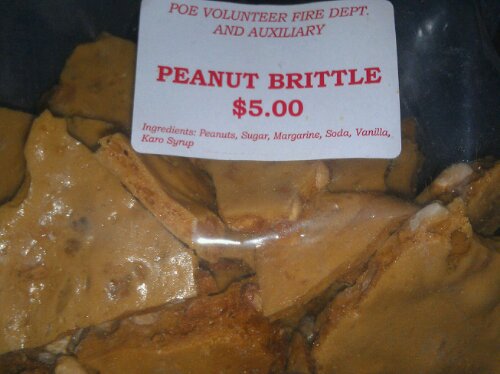 POE VOLUNTEER FIRE DEPT.
AND AUXILIARY
PEANUT BRITTLE
$5.00
Ingredients: Peanuts, Sugar, Margarine, Soda, Vanilla,
Karo Syrup